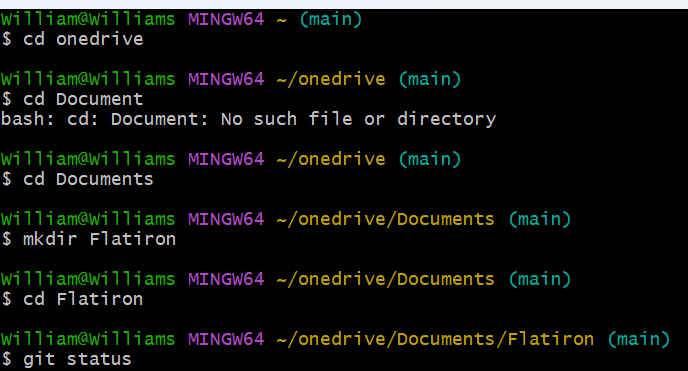 William@Williams MINGW64 ~ (main)
$ cd onedrive
William@Williams MINGW64 ~/onedrive (main)
$ cd Document
bash: cd: Document: No such file or directory
William@Williams MINGW64 ~/onedrive (main)
$ cd Documents
William@Williams MINGW64 ~/onedrive/Documents (main)
$ mkdir Flatiron
William@Williams MINGW64 ~/onedrive/Documents (main)
$ cd Flatiron
William@Williams MINGW64 ~/onedrive/Documents/Flatiron (main)
$ git status